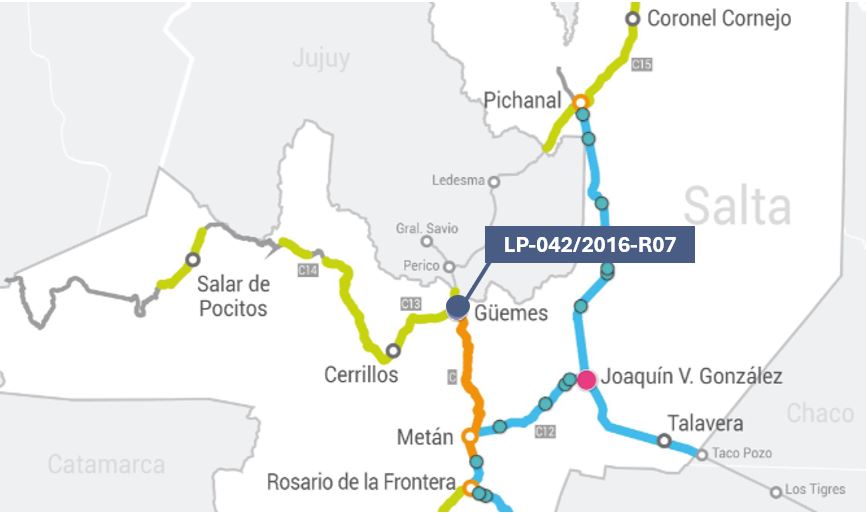 Coronel Cornejo
Jujuy
C15
Pichanal
Ledesma
Salta
Gral. Savio
LP-042/2016-R07
Perico
C14
Salar de
Pocitos
C13
Güemes
Cerrillos
C
Joaquín V. González
Chaco
Metán
C12
Talavera
Taco Pozo
Catamarca
Rosario de la Frontera
Los Tigres